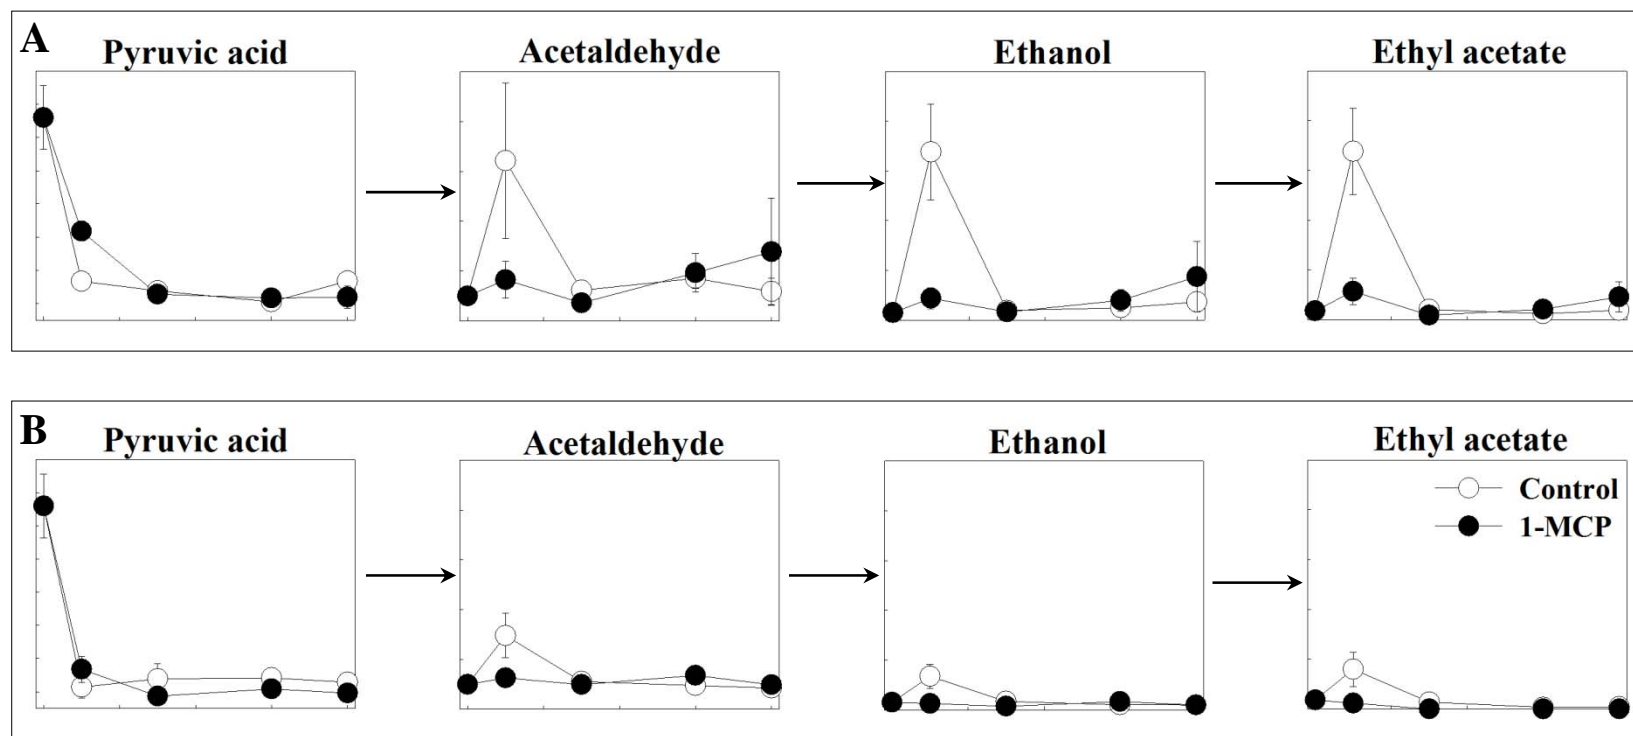 A
Pyruvic acid
Acetaldehyde
Ethanol
Ethyl acetate
B
Pyruvic acid
Acetaldehyde
Ethanol
Ethyl acetate
Control
1-MCP